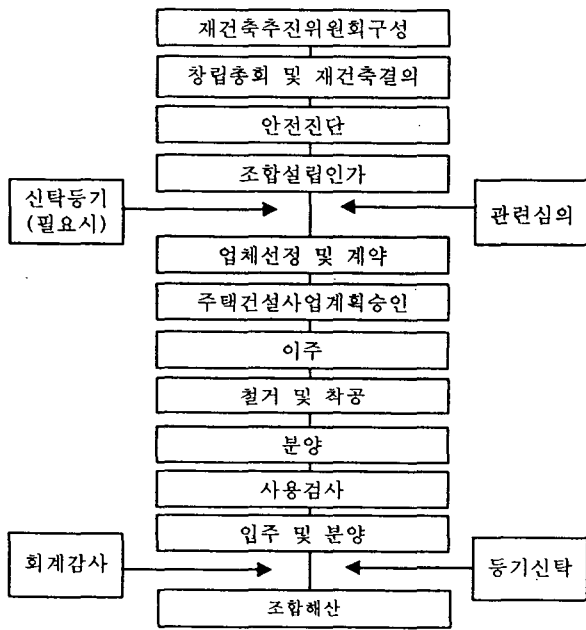 재건축추진위원회구성
창립총회 및 재건축결의
안전진단
조합설립인가
신탁등기
(필요시)
관련심의
업체선정 및 계약
주택건설사업계획승인
이주
철거 및 착공
분양
사용검사
입주 및 분양
회계감사
등기신탁
조합해산